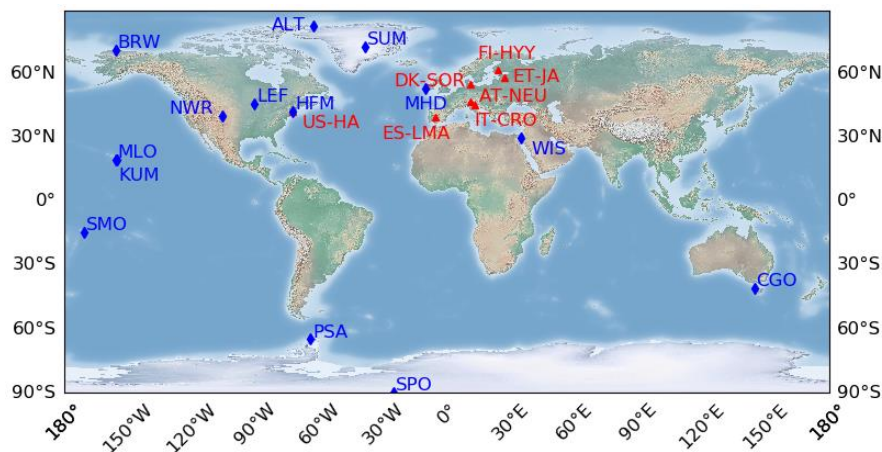 ALT
SUM
BRW
FI-HYY
60°N
60°N
DK-SOR
ET-JA
LEF
HFM
MHD
AT-NEU
NWR
US-HA
IT-CRO
30°N
ES-LMA
WIS
30°N
MLO
KUM
0°
0°
SMO
30°S
30°S
CGO
60°S
PSA
60°S
SPO
90°S
90°S
180°
150°W
120°W
90°W
60°W
30°W
0°
30°E
60°E
90°E
120°E
150°E
180°